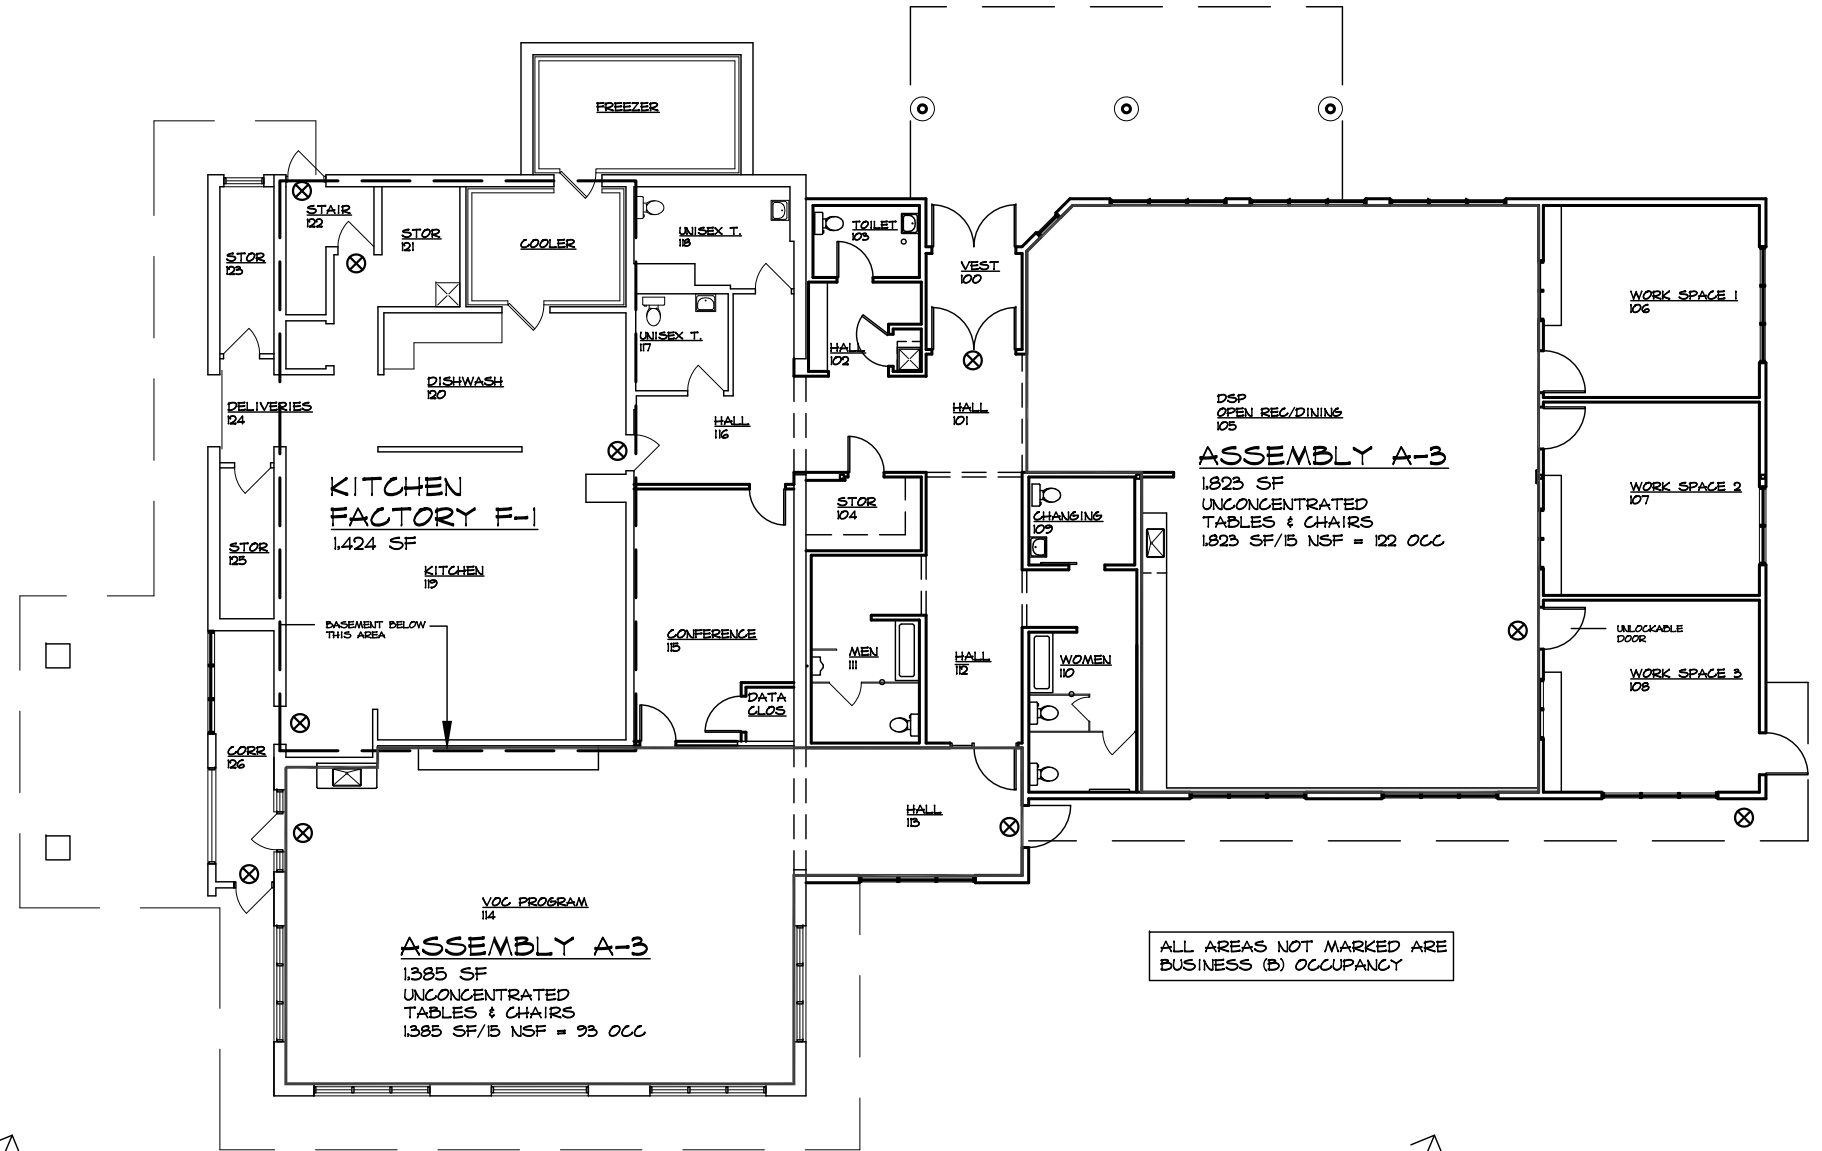 FREEZER
STAIR
122
STOR
121
COOLER
UNISEX T.
118
TOILET
103
VEST
100
STOR
123
WORK SPACE 1
106
UNISEX T.
117
HALL
102
DISHWASH
120
DELIVERIES
124
HALL
116
HALL
101
DSP
OPEN REC/DINING
105
ASSEMBLY A-3
1,823 SF
UNCONCENTRATED
TABLES & CHAIRS
1,823 SF/15 NSF = 122 OCC
WORK SPACE 2
107
KITCHEN
FACTORY F-1
1,424 SF
STOR
104
CHANGING
109
STOR
125
KITCHEN
119
BASEMENT BELOW
THIS AREA
CONFERENCE
115
MEN
111
HALL
112
WOMEN
110
UNLOCKABLE
DOOR
WORK SPACE 3
108
DATA
CLOS
CORR
126
HALL
113
VOC PROGRAM
114
ASSEMBLY A-3
1,385 SF
UNCONCENTRATED
TABLES & CHAIRS
1,385 SF/15 NSF = 93 OCC
ALL AREAS NOT MARKED ARE
BUSINESS (B) OCCUPANCY